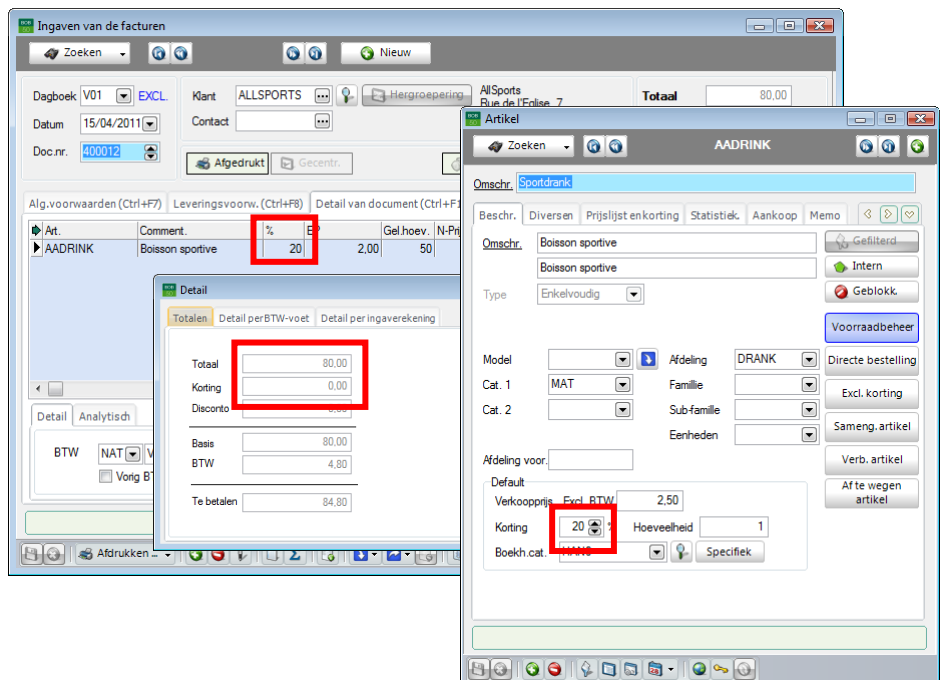 Ingaven van de facturen
Zoeken
Nieuw
Dagboek V01 EXCL.
Klant ALLSPORTS
Hergroepering
AllSports
Rue de l'Eglise, 7
Totaal 80,00
Datum 15/04/2011
Contact
Doc.nr. 400012
Afgedrukt
Gecentr.
Alg.voorwaarden (Ctrl+F7)
Leveringsvoorw. (Ctrl+F8)
Detail van document (Ctrl+F1
Art. Comment. % Gel.hoev. N-Prij
AADRINK Boisson sportive 20 2,00 50
Detail
Totalen
Detail perBTW-voet
Detail per ingaverekening
Totaal 80,00
Korting 0,00
Disconto 0,00
Basis 80,00
BTW 4,80
Te betalen 84,80
Detail
Analytisch
BTW NAT V
Vorig BT
Afdrukken ...
Artikel
Zoeken
AADRINK
Omschr. Sportdrank
Beschr.
Diversen
Prijslijst en korting
Statistiek.
Aankoop
Memo
Omschr. Boisson sportive
Boisson sportive
Type Enkelvoudig
Gefilterd
Intern
Geblokk.
Voorraadbeheer
Directe bestelling
Excl. korting
Sameng. artikel
Verb. artikel
Af te wegen
artikel
Model
Afdeling DRANK
Cat. 1 MAT
Famillie
Cat. 2
Sub-famille
Eenheden
Afdeling voor.
Default
Verkoopprijs Excl. BTW 2,50
Korting 20 %
Hoeveelheid 1
Boekh.cat.
Specifiek